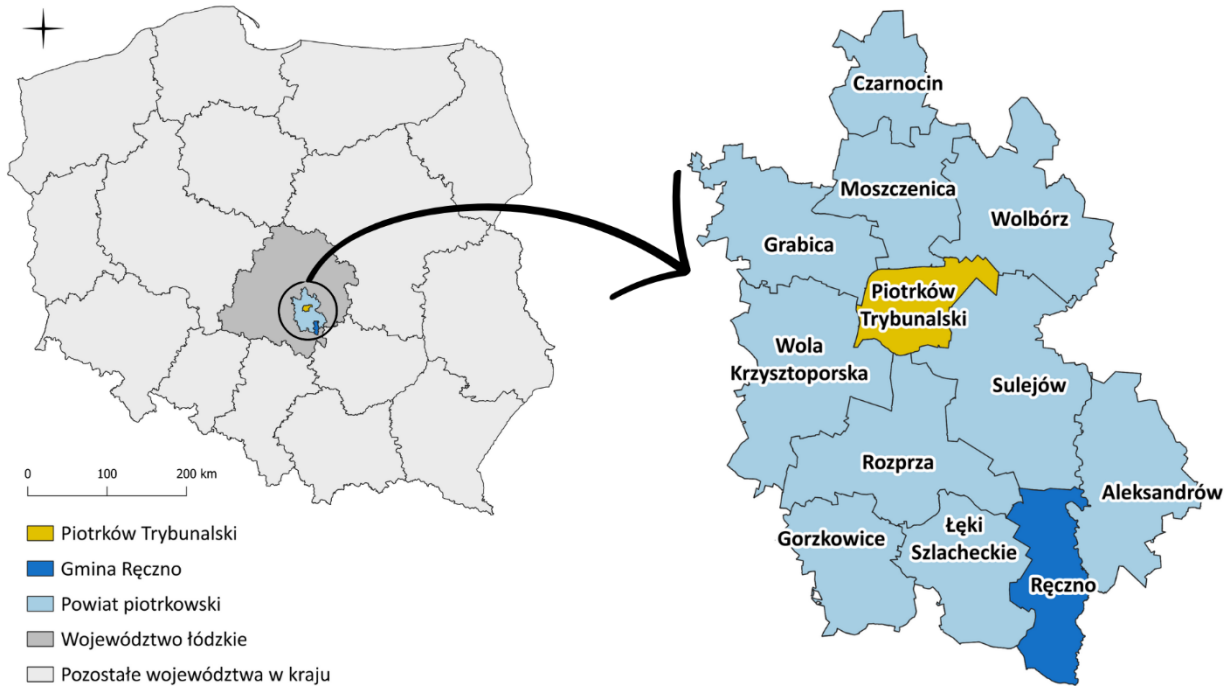 0 100 200 km
Piotrków Trybunalski
Gmina Ręczno
Powiat piotrkowski
Województwo łódzkie
Pozostałe województwa w kraju
Czarnocin
Moszczenica
Wolbórz
Grabica
Piotrków
Trybunalski
Wola
Krzysztoporska
Sulejów
Rozprza
Aleksandrów
Gorzkowice
Łęki
Szlacheckie
Ręczno